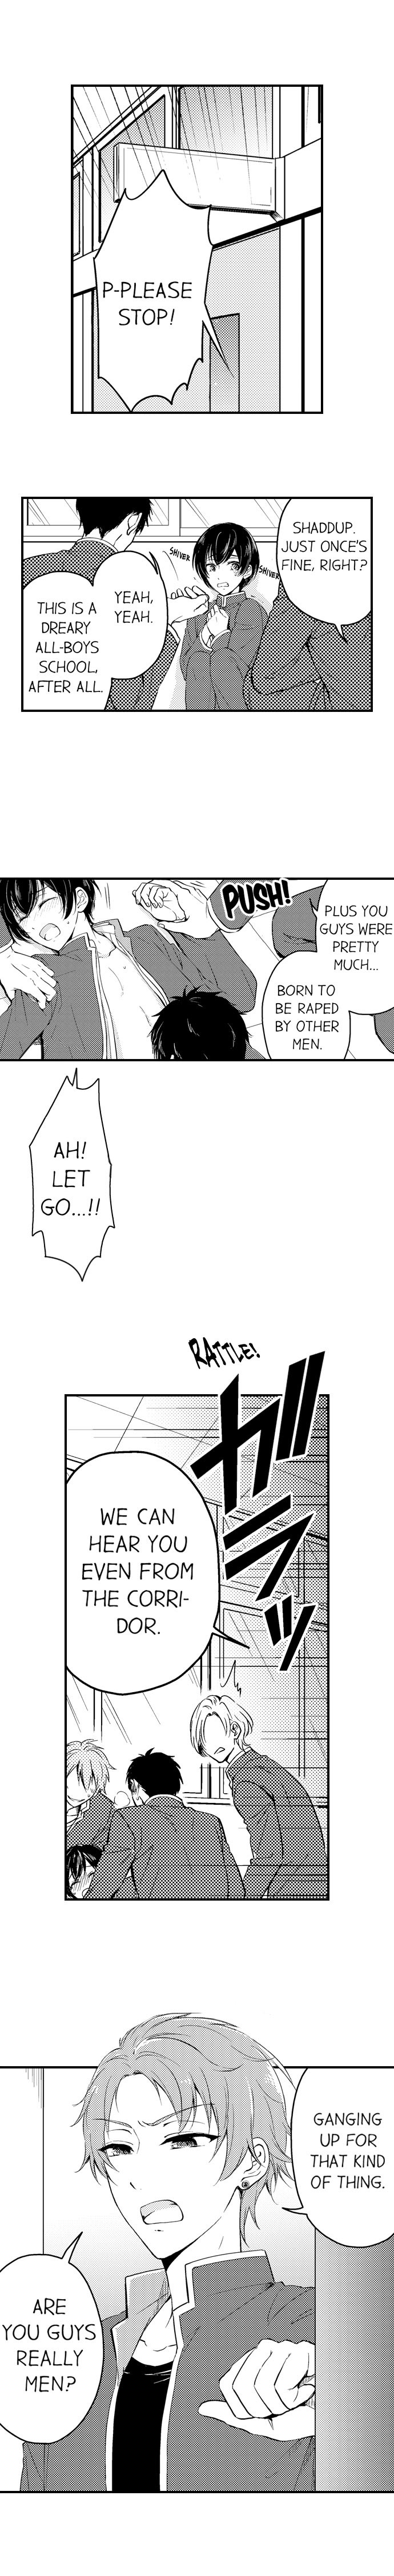 P-PLEASE
STOP!
SHADDUP.
JUST ONCE'S
FINE, RIGHT?
SHIVER
SHIVER
YEAH,
YEAH.
THIS IS A
DREARY
ALL-BOYS
SCHOOL,
AFTER ALL.
PUSH!
PLUS YOU
GUYS WERE
PRETTY
MUCH...
BORN TO
BE RAPED
BY OTHER
MEN.
AH!
LET
GO...!!
RATTLE!
ガラッ
WE CAN
HEAR YOU
EVEN FROM
THE CORRI-
DOR.
GANGING
UP FOR
THAT KIND
OF THING.
ARE
YOU GUYS
REALLY
MEN?